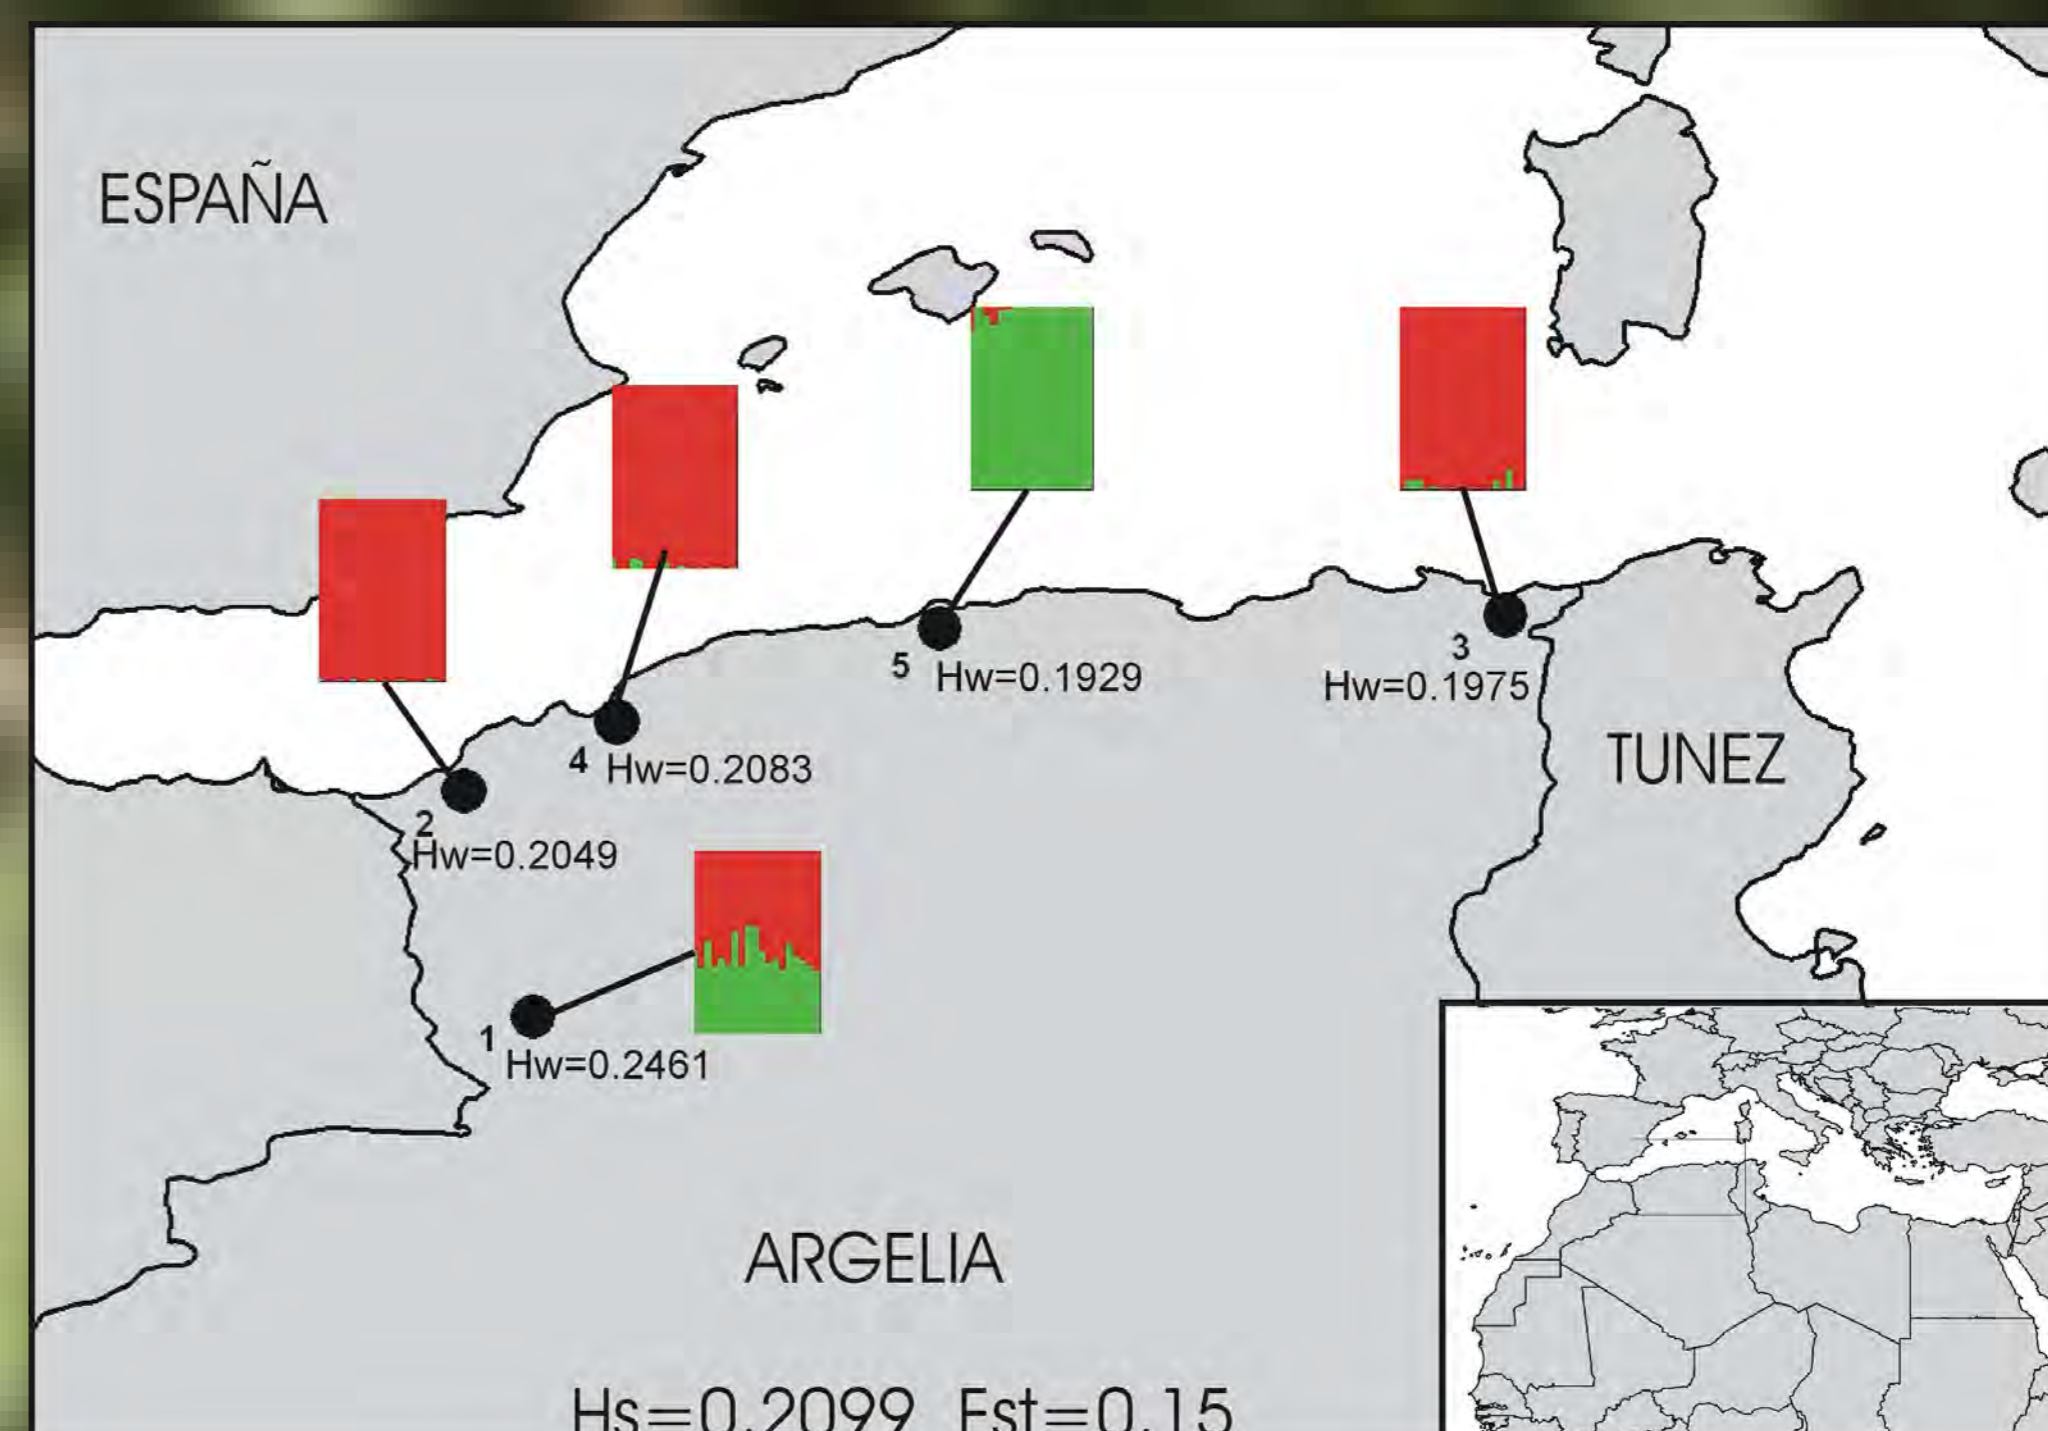 ESPAÑA
5 Hw=0.1929
3
Hw=0.1975
4 Hw=0.2083
TUNEZ
2
Hw=0.2049
1
Hw=0.2461
ARGELIA
Hs=0.2099 Fst=0.15